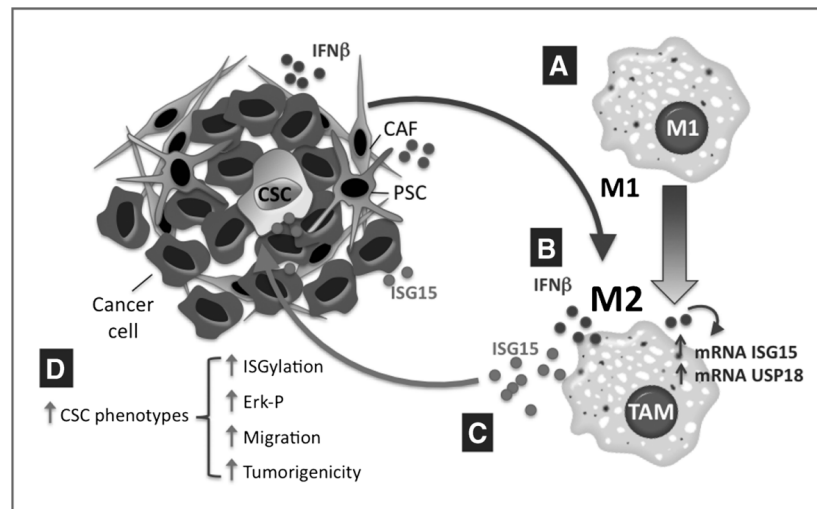 IFNβ
A
M1
CAF
CSC
PSC
M1
B
IFNβ
M2
ISG15
Cancer
cell
ISG15
mRNA ISG15
mRNA USP18
TAM
C
D
↑ CSC phenotypes
↑ ISGylation
↑ Erk-P
↑ Migration
↑ Tumorigenicity